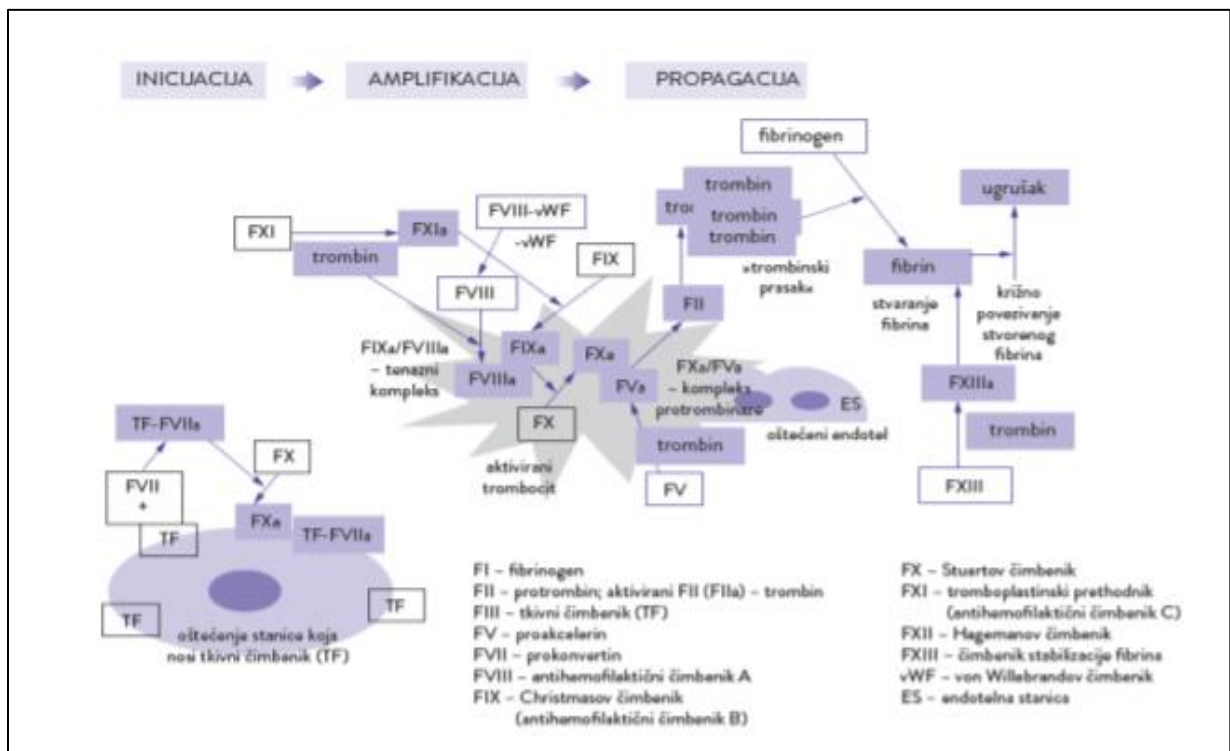 INICIJACIJA
AMPLIFIKACIJA
PROPAGACIJA
fibrinogen
trombin
trombin
trombin
»trombinski
prasak«
ugrušak
fibrin
stvaranje
fibrina
križno
povezivanje
stvorenog
fibrina
FXI
FXIa
trombin
FVIII-vWF
-vWF
FIX
FVIII
FII
FIXa/FVIIIa
– tenazni
kompleks
FIXa
FVIIIa
FXa
FVa
FXa/FVa
– kompleks
protrombinaze
ES
oštećeni endotel
FX
aktivirani
trombocit
trombin
FV
FXIIIa
trombin
FXIII
TF-FVIIa
FX
FVII
+
TF
FXa
TF-FVIIa
TF
TF
oštećenje stanice koja
nosi tkivni čimbenik (TF)
FI – fibrinogen
FII – protrombin; aktivirani FII (FIIa) – trombin
FIII – tkivni čimbenik (TF)
FV – proakcelerin
FVII – prokonvertin
FVIII – antihemofilaktični čimbenik A
FIX – Christmasov čimbenik
(antihemofilaktični čimbenik B)
FX – Stuartov čimbenik
FXI – tromboplastinski prethodnik
(antihemofilaktični čimbenik C)
FXII – Hagemanov čimbenik
FXIII – čimbenik stabilizacije fibrina
vWF – von Willebrandov čimbenik
ES – endotelna stanica